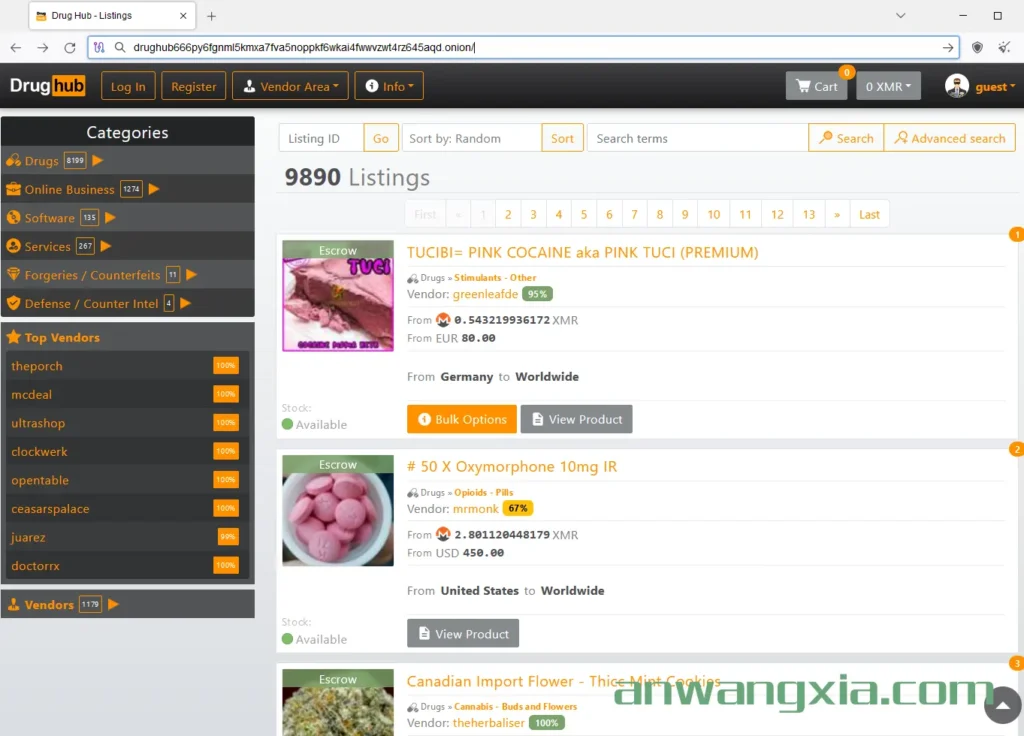 Drug Hub - Listings
drughub666py6fgnml5kmxa7fva5noppkf6wkai4fwwvzwt4rz645aqd.onion/
Drug hub
Log In
Register
Vendor Area
Info
0
Cart
0 XMR
guest
Categories
Drugs 8199
Online Business 1274
Software 135
Services 267
Forgeries / Counterfeits 11
Defense / Counter Intel 4
Top Vendors
theporch 100%
mcdeal 100%
ultrashop 100%
clockwerk 100%
opentable 100%
ceasarspalace 100%
juarez 99%
doctorrx 100%
Vendors 1179
Listing ID Go Sort by: Random Sort Search terms Search Advanced search
9890 Listings
First « 1 2 3 4 5 6 7 8 9 10 11 12 13 » Last
1
Escrow
TUCI
COCAINE
TUCIBI= PINK COCAINE aka PINK TUCI (PREMIUM)
Drugs » Stimulants - Other
Vendor: greenleafde 95%
From 0.543219936172 XMR
From EUR 80.00
From Germany to Worldwide
Stock:
Available
Bulk Options View Product
2
Escrow
# 50 X Oxymorphone 10mg IR
Drugs » Opioids - Pills
Vendor: mrmonk 67%
From 2.801120448179 XMR
From USD 450.00
From United States to Worldwide
Stock:
Available
View Product
3
Escrow
Canadian Import Flower - Thicc Mint Cookies
Drugs » Cannabis - Buds and Flowers
Vendor: theherbaliser 100%
anwangxia.com